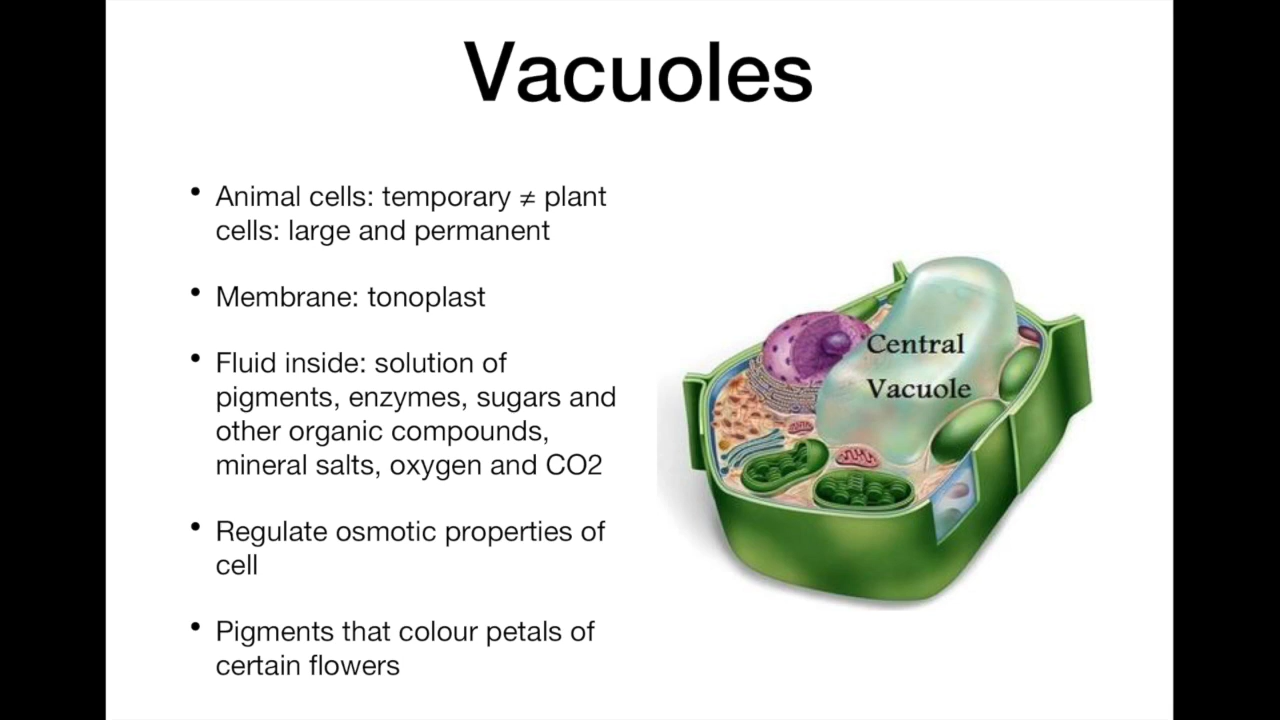 Vacuoles
• Animal cells: temporary ≠ plant
cells: large and permanent
• Membrane: tonoplast
• Fluid inside: solution of
pigments, enzymes, sugars and
other organic compounds,
mineral salts, oxygen and CO2
• Regulate osmotic properties of
cell
• Pigments that colour petals of
certain flowers
Central
Vacuole